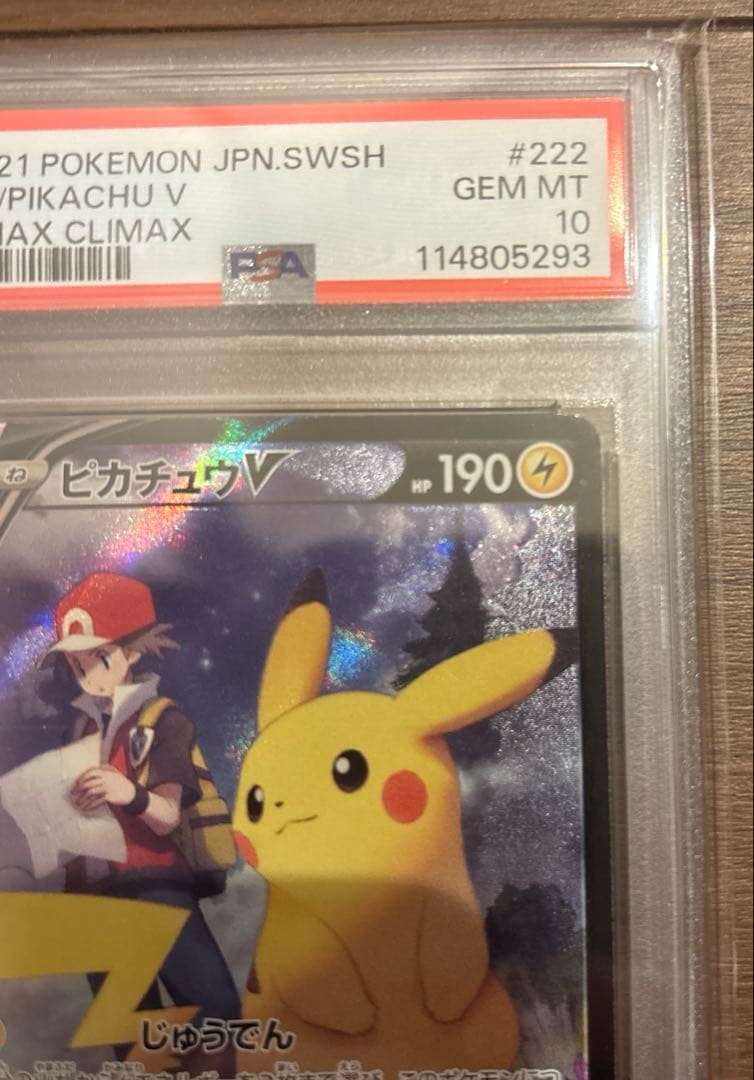 21 POKEMON JPN.SWSH #222
/PIKACHU V GEM MT
AX CLIMAX 10
PSA 114805293
ね ピカチュウV HP 190
じゅうでん